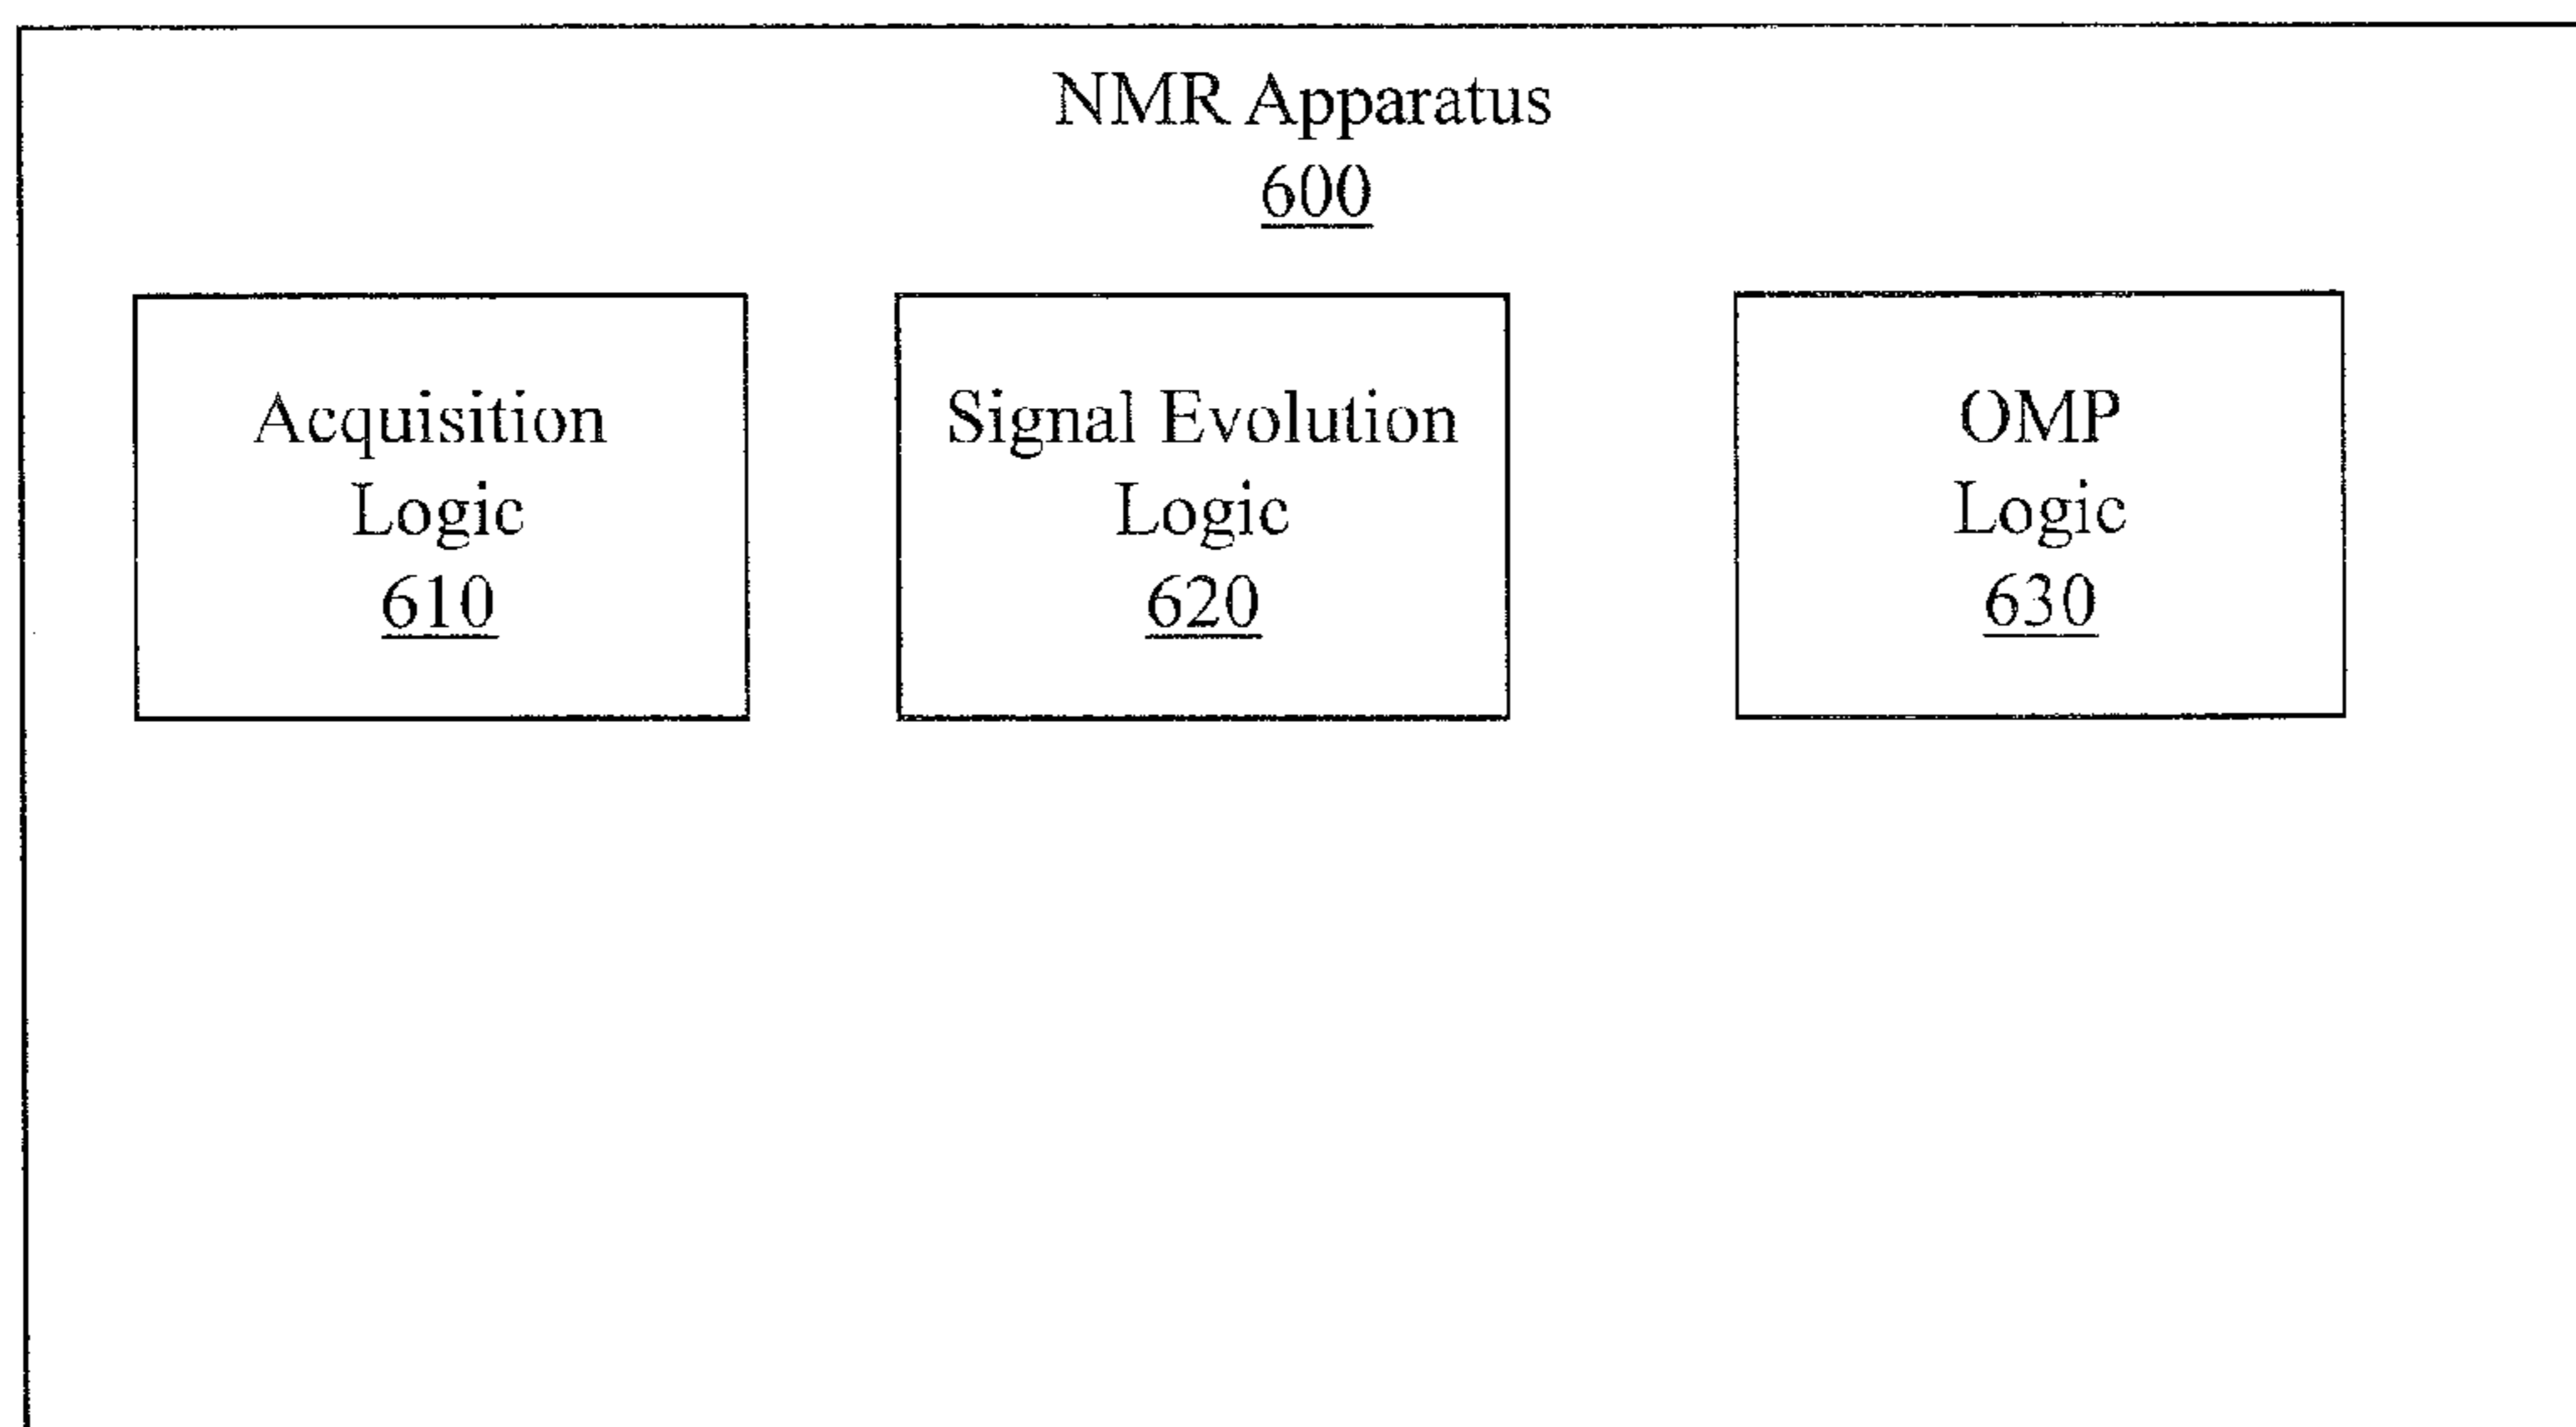 NMR Apparatus
600
Acquisition
Logic
610
Signal Evolution
Logic
620
OMP
Logic
630